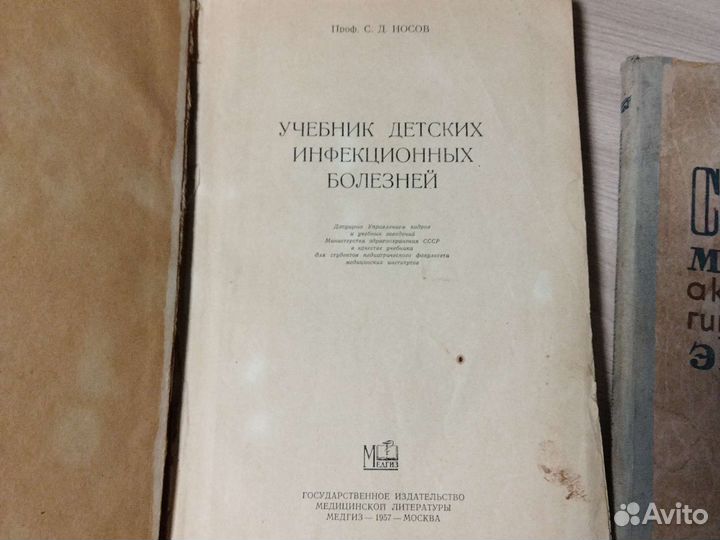 Проф. С. Д. НОСОВ
УЧЕБНИК ДЕТСКИХ
ИНФЕКЦИОННЫХ
БОЛЕЗНЕЙ
Допущено Управлением кадров
и учебных заведений
Министерства здравоохранения СССР
в качестве учебника
для студентов педиатрического факультета
медицинских институтов
МЕДГИЗ
ГОСУДАРСТВЕННОЕ ИЗДАТЕЛЬСТВО
МЕДИЦИНСКОЙ ЛИТЕРАТУРЫ
МЕДГИЗ — 1957 — МОСКВА
Avito